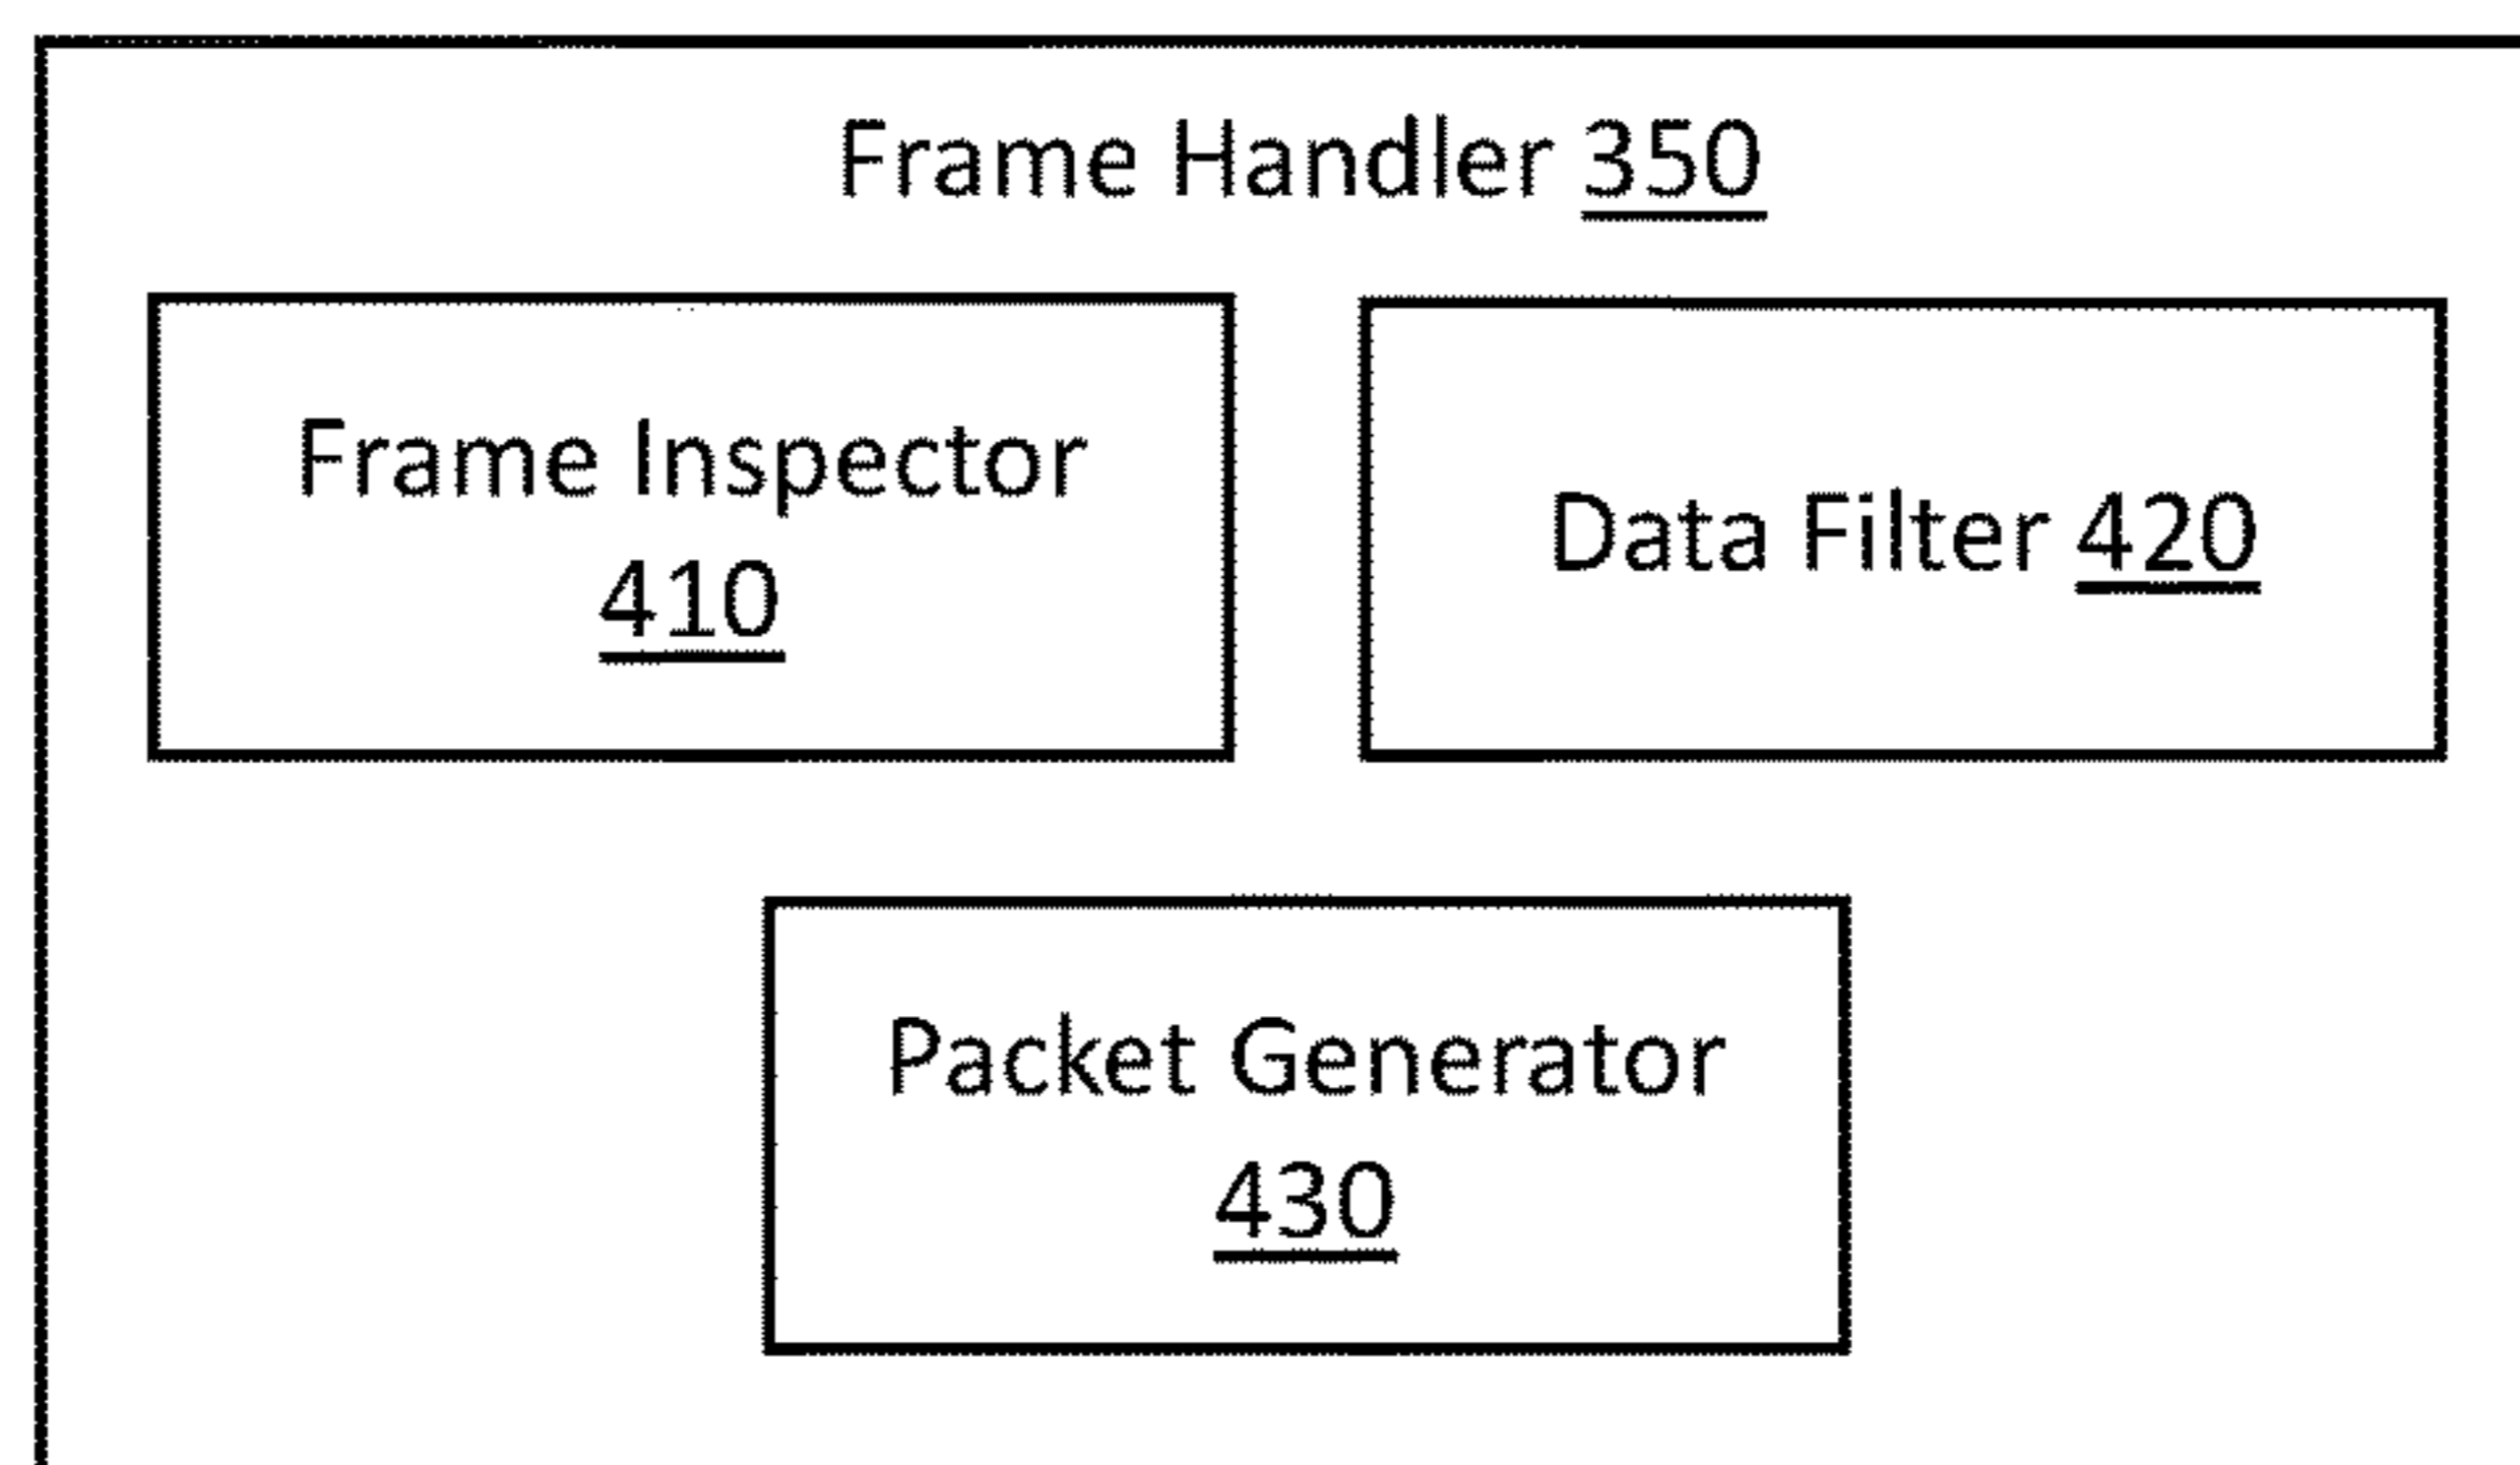 Frame Handler 350
Frame Inspector
410
Data Filter 420
Packet Generator
430